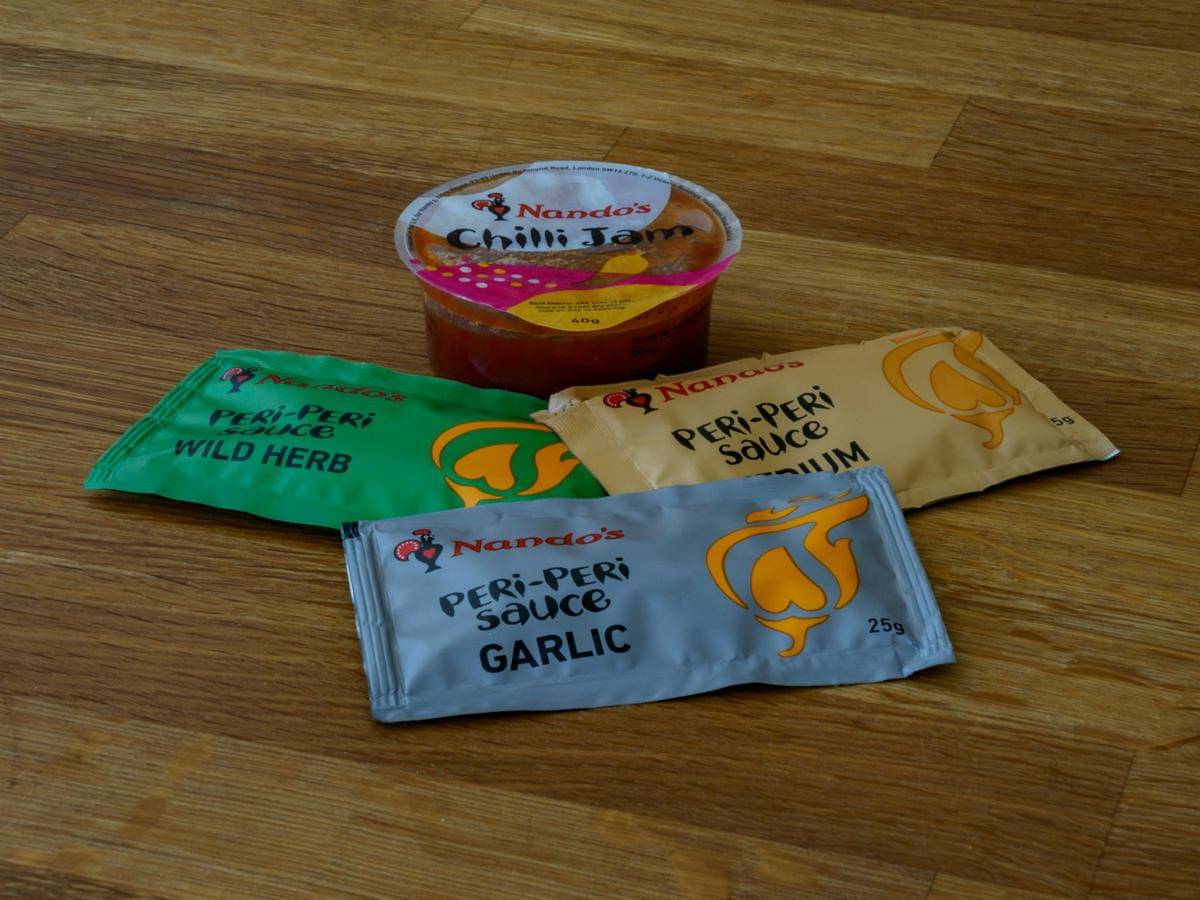 Nando's
Chilli Jam
40g
Nando's
PERi-PERi
sauce
WILD HERB
Nando's
PERi-PERi
sauce
Nando's
PERi-PERi
sauce
GARLIC
25g